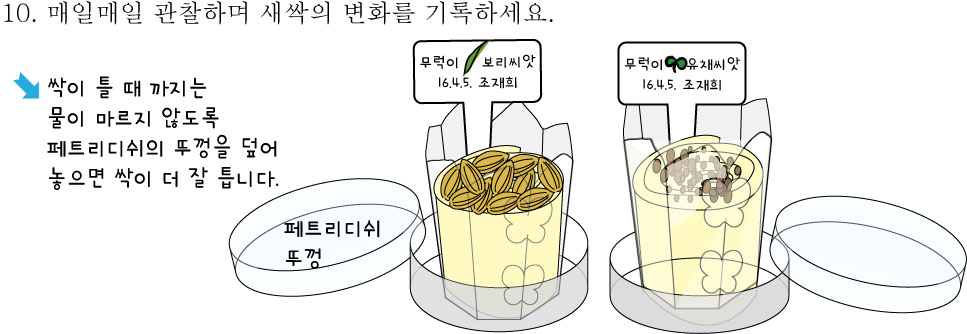 10. 매일매일 관찰하며 새싹의 변화를 기록하세요.
싹이 틀 때 까지는
물이 마르지 않도록
페트리디쉬의 뚜껑을 덮어
놓으면 싹이 더 잘 틉니다.
무럭이 보리씨앗
16.4.5. 조재희
무럭이 유채씨앗
16.4.5. 조재희
페트리디쉬
뚜껑